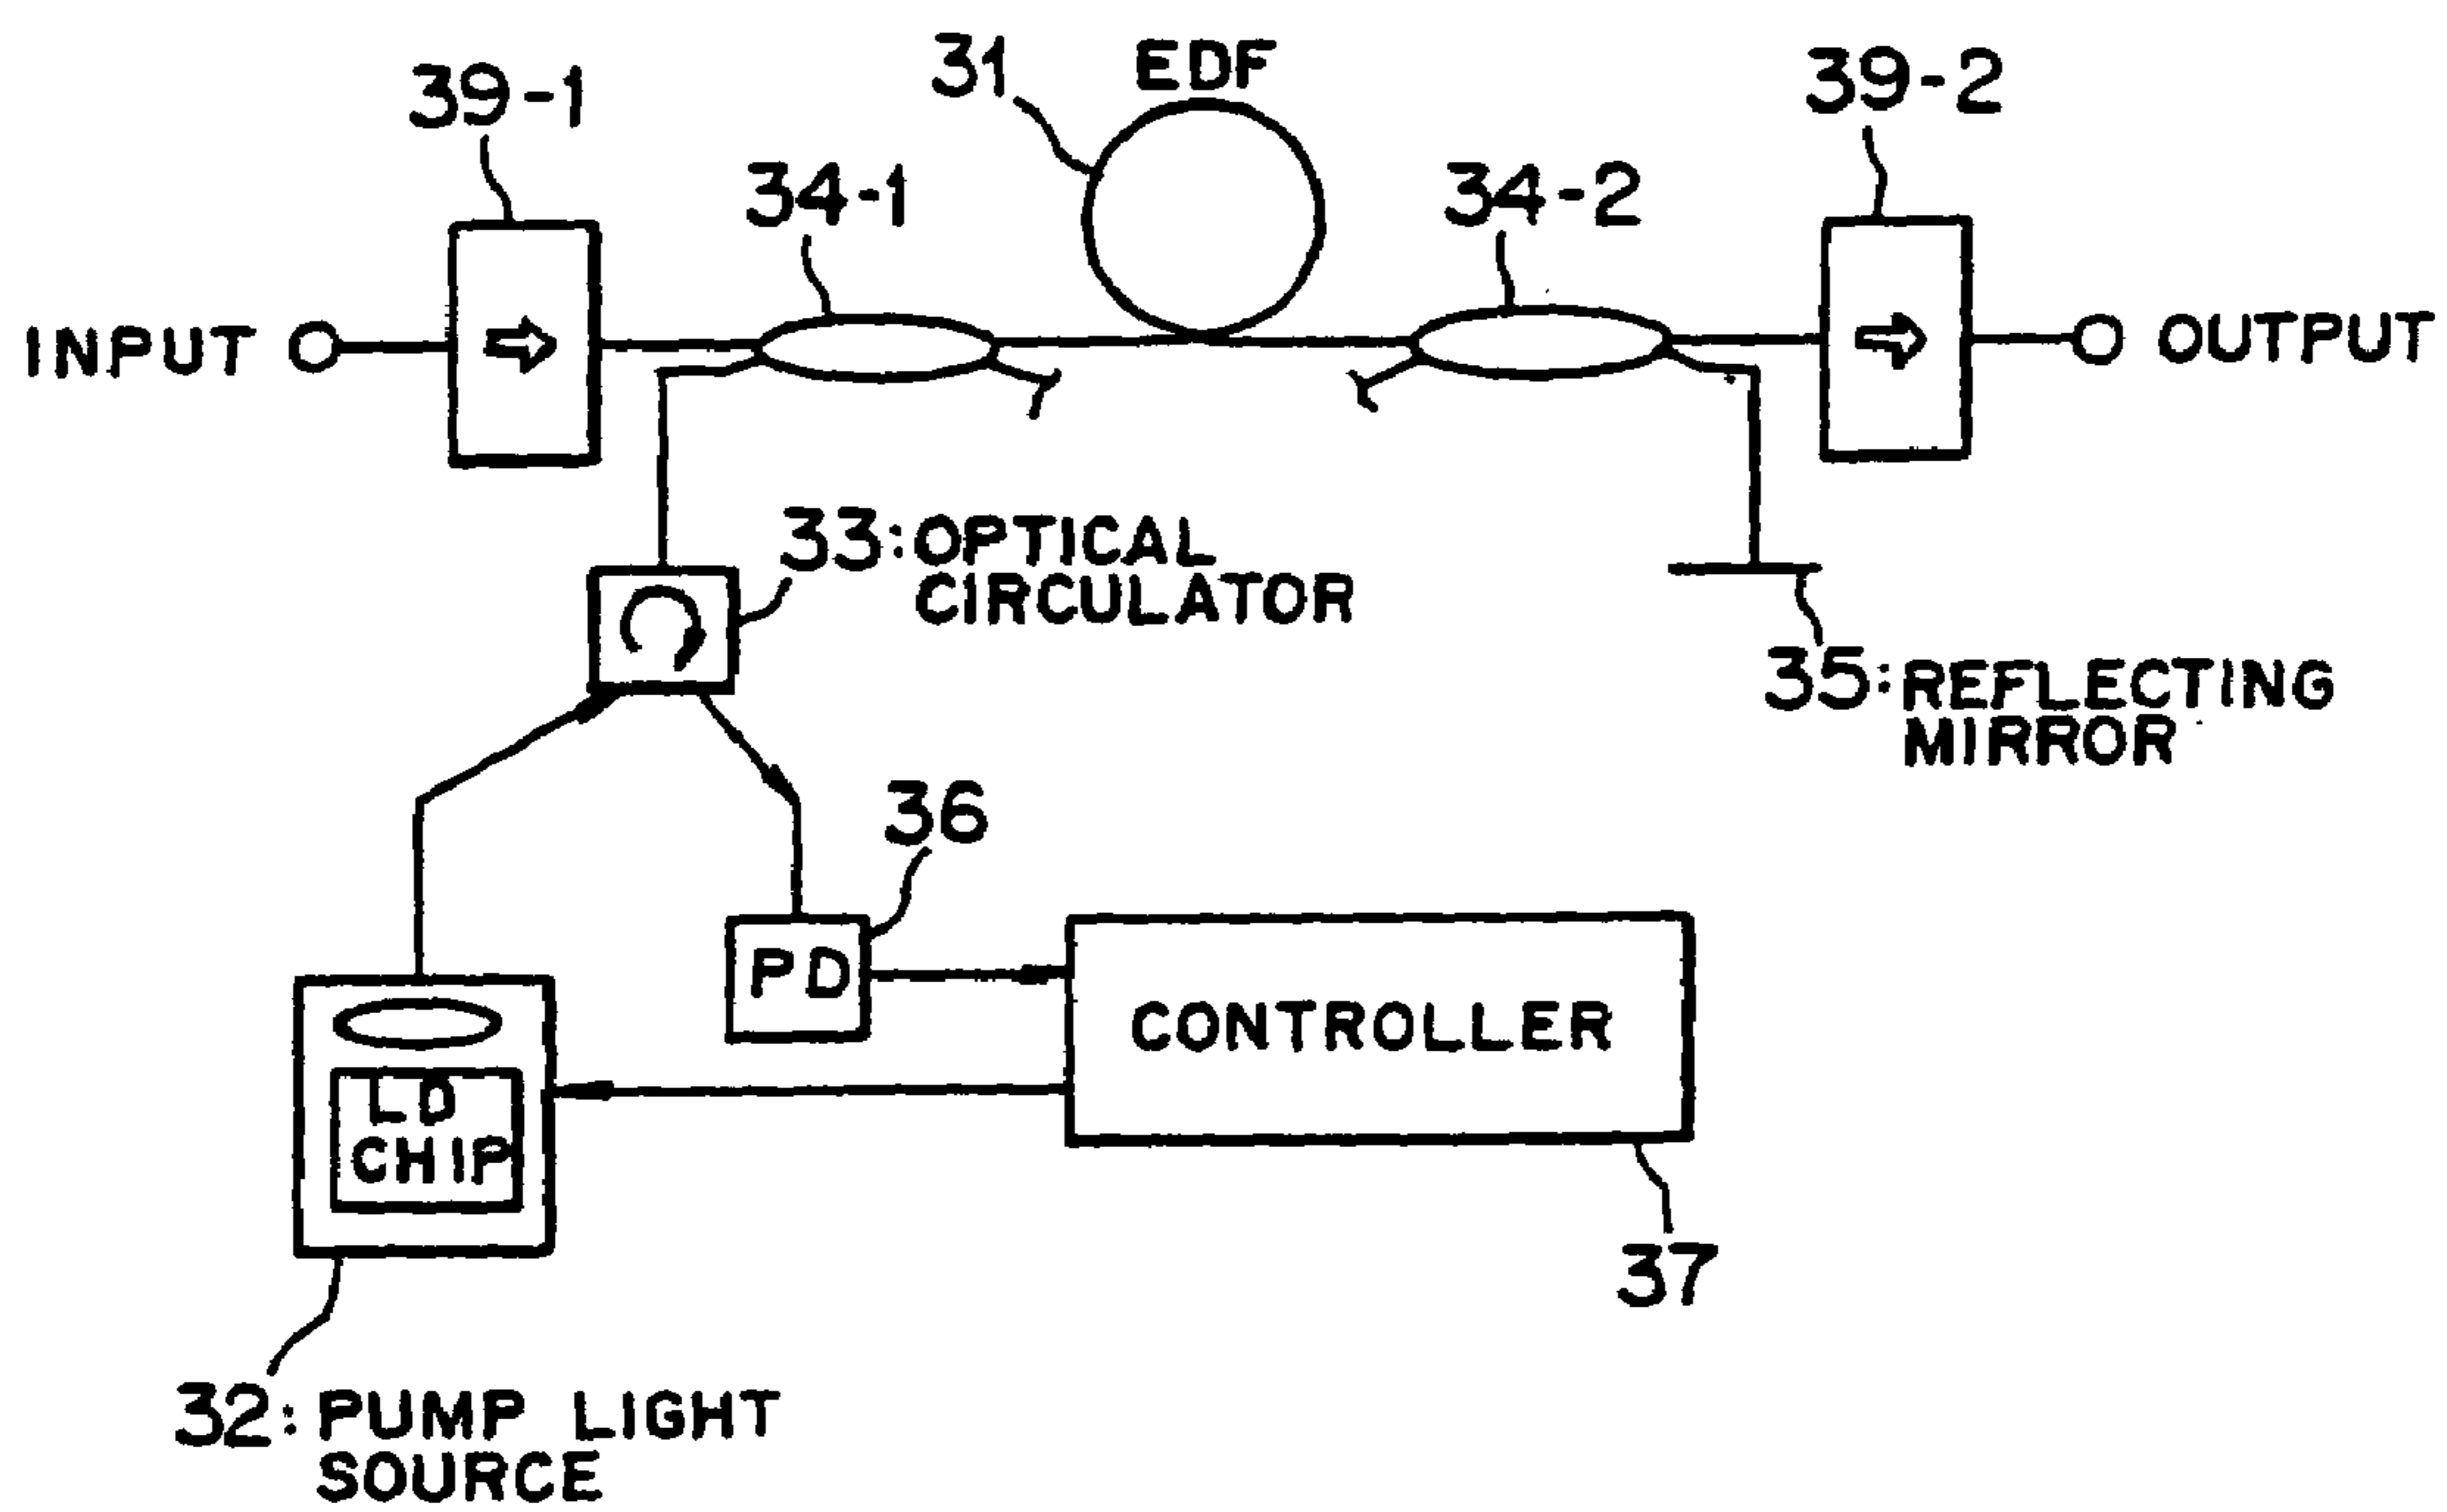 31 EDF
39-1
39-2
34-1
34-2
INPUT
OUTPUT
33:OPTICAL
CIRCULATOR
35:REFLECTING
MIRROR
36
PD
CONTROLLER
LD
CHIP
37
32:PUMP LIGHT
SOURCE